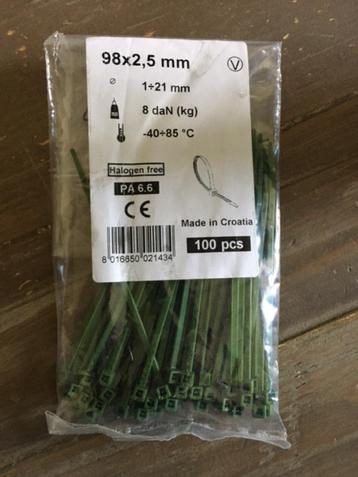 98x2,5 mm
V
⌀ 1÷21 mm
8 daN (kg)
-40÷85 °C
Halogen free
PA 6.6
CE
Made in Croatia
100 pcs
8 016650 021434